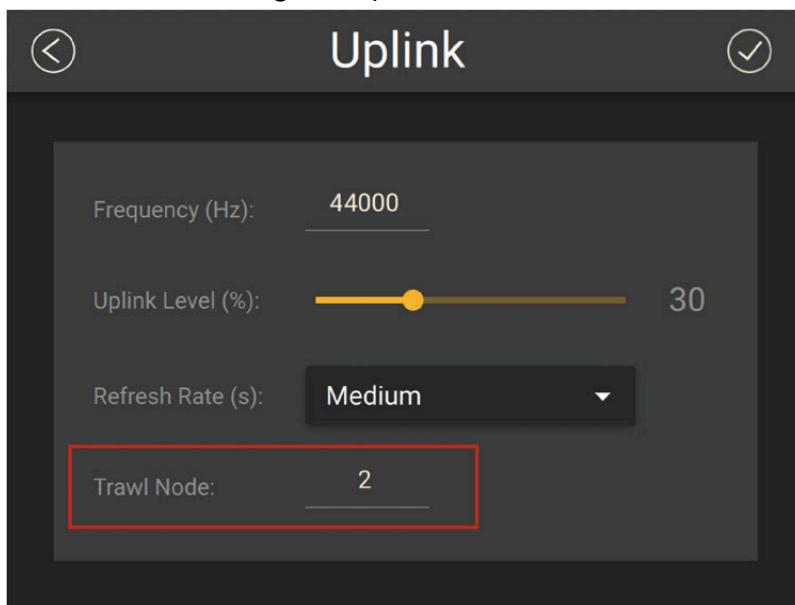 Uplink
Frequency (Hz): 44000
Uplink Level (%): 30
Refresh Rate (s): Medium
Trawl Node: 2